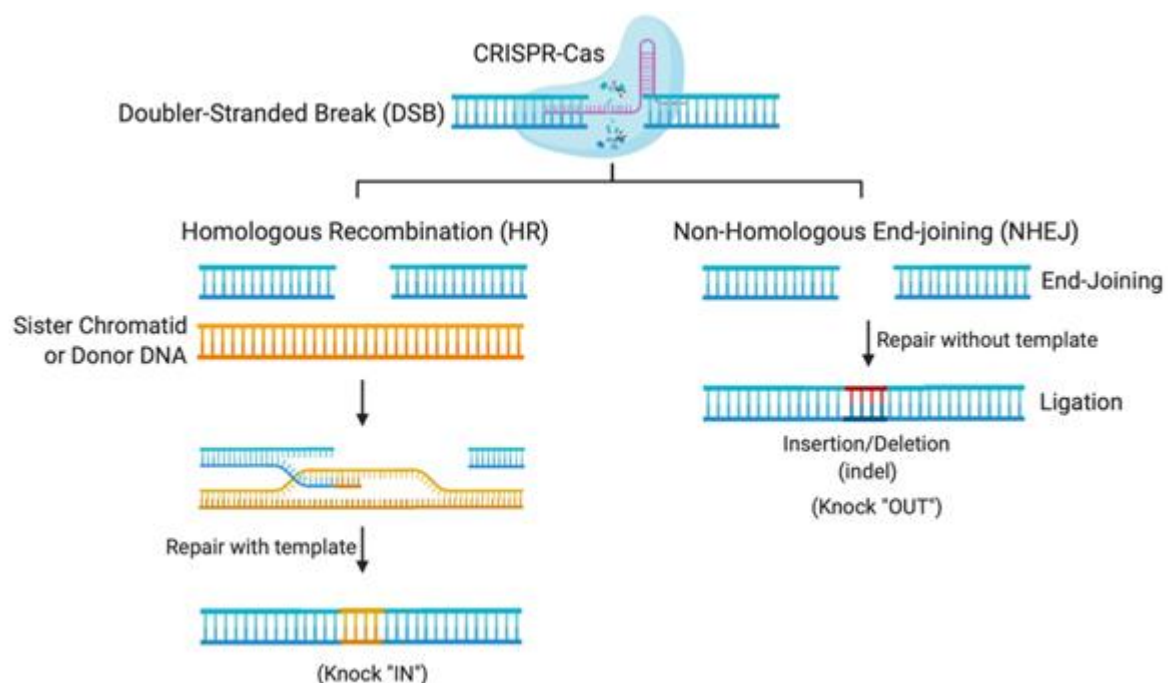 CRISPR-Cas
Doubler-Stranded Break (DSB)
Homologous Recombination (HR)
Sister Chromatid
or Donor DNA
Repair with template
(Knock "IN")
Non-Homologous End-joining (NHEJ)
End-Joining
Repair without template
Ligation
Insertion/Deletion
(indel)
(Knock "OUT")